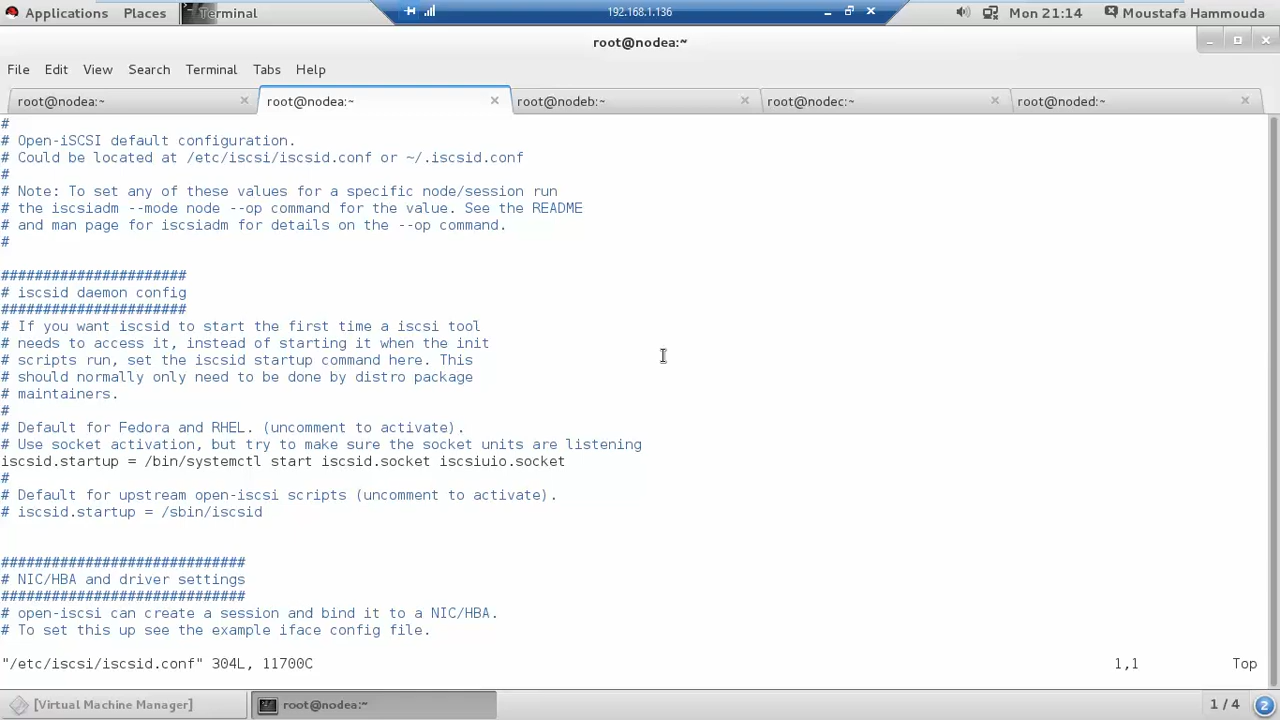 Applications Places Terminal 192.168.1.136 Mon 21:14 Moustafa Hammouda
root@nodea:~
File Edit View Search Terminal Tabs Help
root@nodea:~ root@nodea:~ root@nodeb:~ root@nodec:~ root@noded:~
#
# Open-iSCSI default configuration.
# Could be located at /etc/iscsi/iscsid.conf or ~/.iscsid.conf
#
# Note: To set any of these values for a specific node/session run
# the iscsiadm --mode node --op command for the value. See the README
# and man page for iscsiadm for details on the --op command.
#
######################
# iscsid daemon config
######################
# If you want iscsid to start the first time a iscsi tool
# needs to access it, instead of starting it when the init
# scripts run, set the iscsid startup command here. This
# should normally only need to be done by distro package
# maintainers.
#
# Default for Fedora and RHEL. (uncomment to activate).
# Use socket activation, but try to make sure the socket units are listening
iscsid.startup = /bin/systemctl start iscsid.socket iscsiuio.socket
#
# Default for upstream open-iscsi scripts (uncomment to activate).
# iscsid.startup = /sbin/iscsid
#############################
# NIC/HBA and driver settings
#############################
# open-iscsi can create a session and bind it to a NIC/HBA.
# To set this up see the example iface config file.
"/etc/iscsi/iscsid.conf" 304L, 11700C 1,1 Top
[Virtual Machine Manager] root@nodea:~ 1 / 4 2